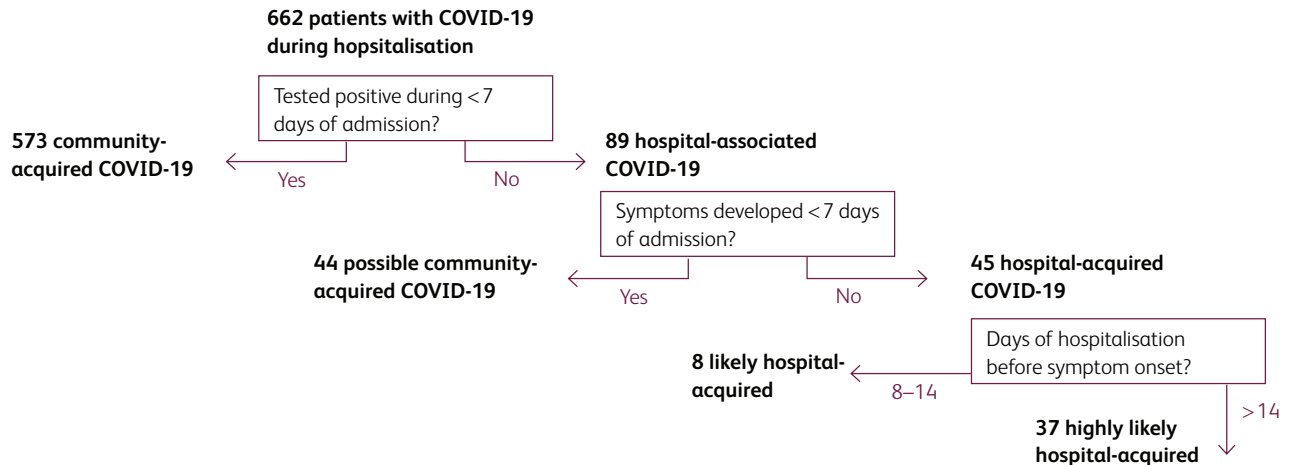 662 patients with COVID-19
during hopsitalisation
Tested positive during <7
days of admission?
573 community-
acquired COVID-19
Yes
No
89 hospital-associated
COVID-19
Symptoms developed <7 days
of admission?
44 possible community-
acquired COVID-19
Yes
No
45 hospital-acquired
COVID-19
Days of hospitalisation
before symptom onset?
8 likely hospital-
acquired
8–14
>14
37 highly likely
hospital-acquired